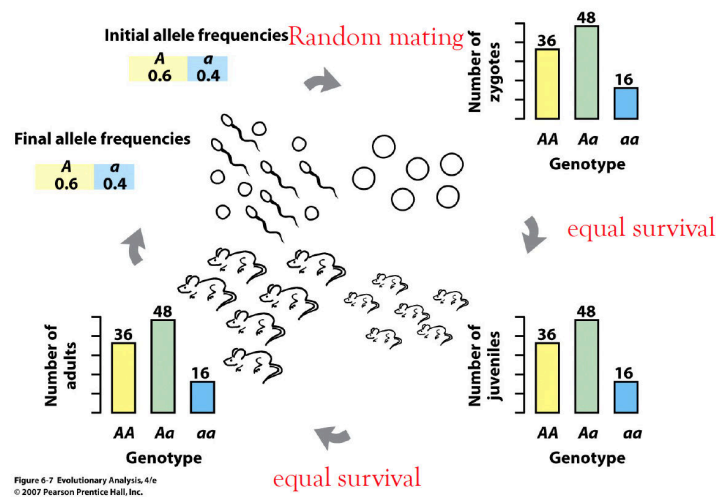 Initial allele frequencies
A a
0.6 0.4
Random mating
Number of
zygotes
36
48
16
AA Aa aa
Genotype
equal survival
Number of
juveniles
36
48
16
AA Aa aa
Genotype
equal survival
Number of
adults
36
48
16
AA Aa aa
Genotype
Final allele frequencies
A a
0.6 0.4
Figure 6-7 Evolutionary Analysis, 4/e
© 2007 Pearson Prentice Hall, Inc.